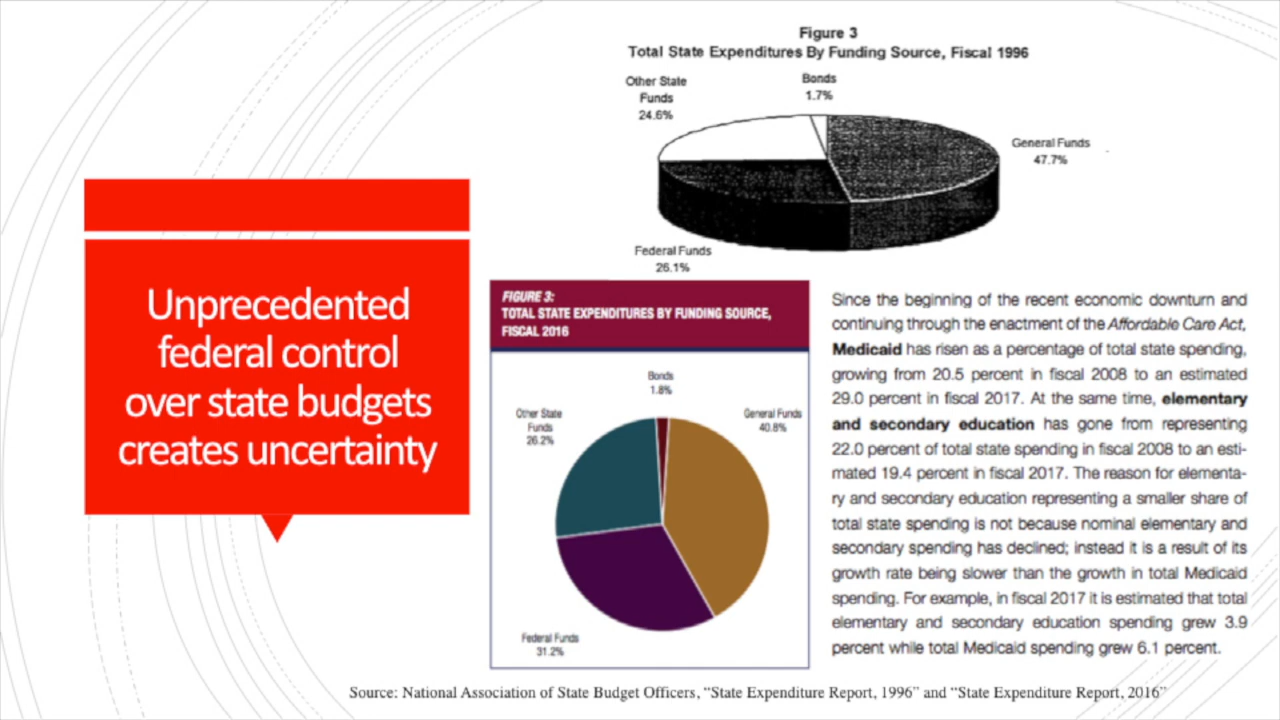 Unprecedented
federal control
over state budgets
creates uncertainty
Figure 3
Total State Expenditures By Funding Source, Fiscal 1996
Other State
Funds
24.6%
Bonds
1.7%
General Funds
47.7%
Federal Funds
26.1%
FIGURE 3:
TOTAL STATE EXPENDITURES BY FUNDING SOURCE,
FISCAL 2016
Bonds
1.8%
Other State
Funds
26.2%
General Funds
40.8%
Federal Funds
31.2%
Since the beginning of the recent economic downturn and
continuing through the enactment of the Affordable Care Act,
Medicaid has risen as a percentage of total state spending,
growing from 20.5 percent in fiscal 2008 to an estimated
29.0 percent in fiscal 2017. At the same time, elementary
and secondary education has gone from representing
22.0 percent of total state spending in fiscal 2008 to an esti-
mated 19.4 percent in fiscal 2017. The reason for elementa-
ry and secondary education representing a smaller share of
total state spending is not because nominal elementary and
secondary spending has declined; instead it is a result of its
growth rate being slower than the growth in total Medicaid
spending. For example, in fiscal 2017 it is estimated that total
elementary and secondary education spending grew 3.9
percent while total Medicaid spending grew 6.1 percent.
Source: National Association of State Budget Officers, “State Expenditure Report, 1996” and “State Expenditure Report, 2016”